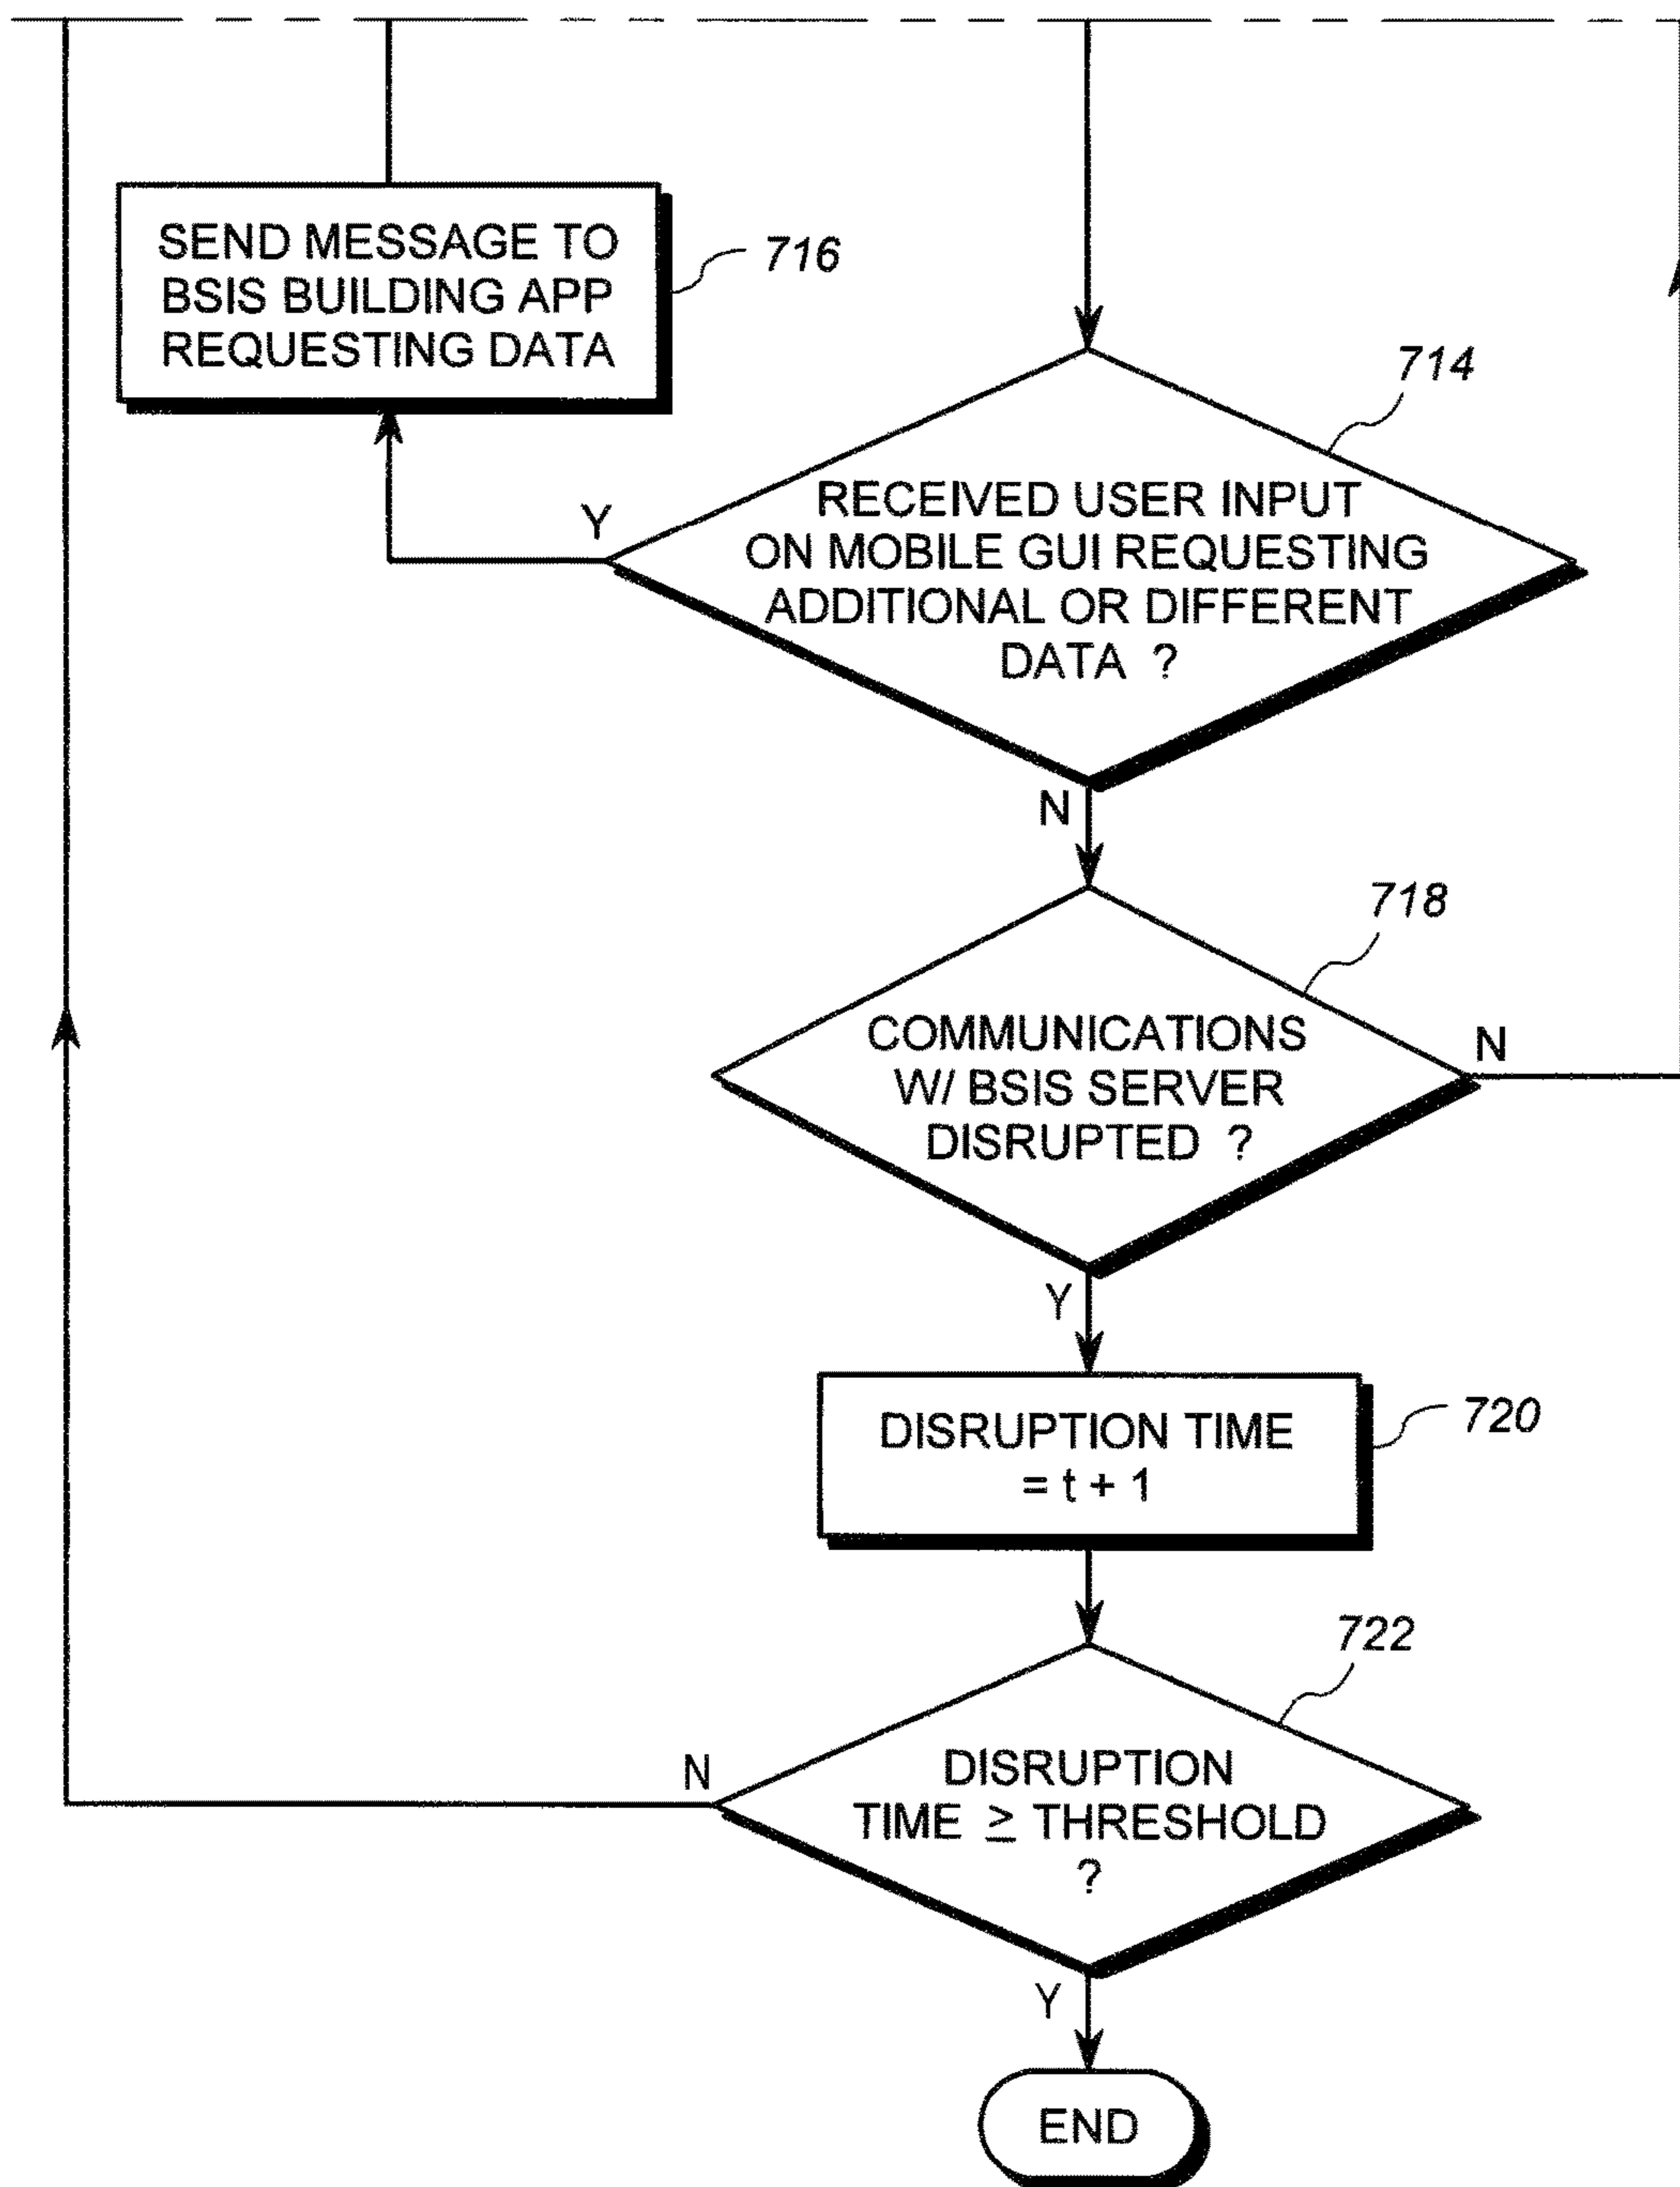 SEND MESSAGE TO
BSIS BUILDING APP
REQUESTING DATA
716
714
Y
RECEIVED USER INPUT
ON MOBILE GUI REQUESTING
ADDITIONAL OR DIFFERENT
DATA ?
N
718
COMMUNICATIONS
W/ BSIS SERVER
DISRUPTED ?
N
Y
DISRUPTION TIME
= t + 1
720
722
N
DISRUPTION
TIME ≥ THRESHOLD
?
Y
END